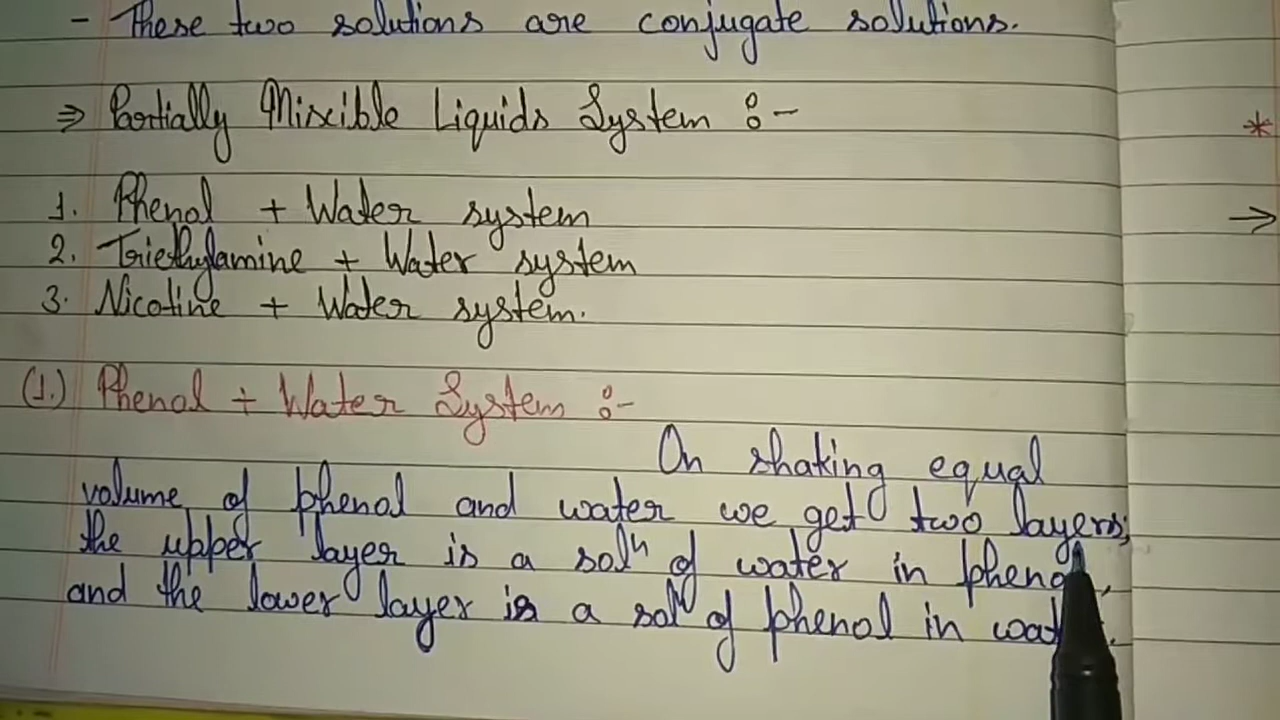 - These two solutions are conjugate solutions.
⇒ Partially Miscible Liquids System :-
1. Phenol + Water system
2. Triethylamine + Water system
3. Nicotine + Water system.
(1.) Phenol + Water System :-
On shaking equal
volume of phenol and water we get two layers;
the upper layer is a solⁿ of water in phenol,
and the lower layer is a solⁿ of phenol in
*
→